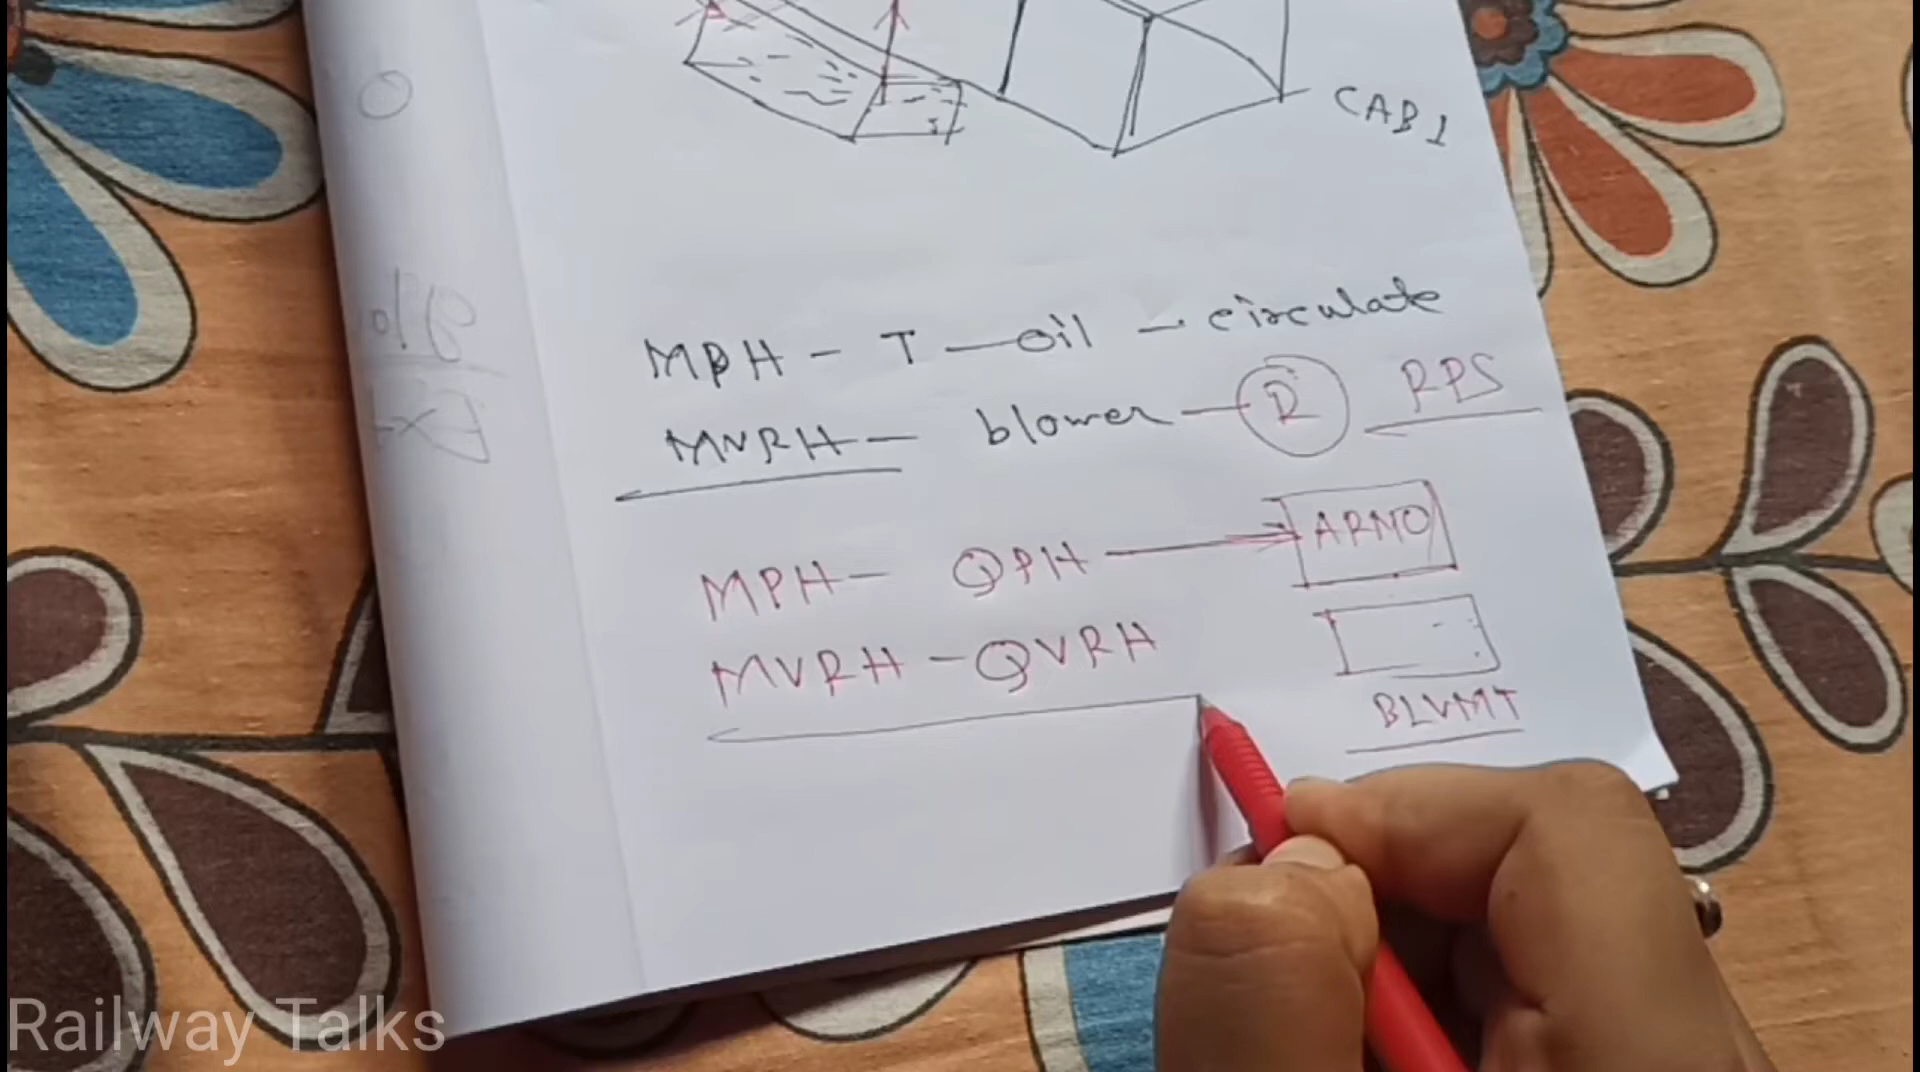 CAB 1
MPH - T - oil - circulate
MVRH - blower - R RPS
MPH - QPH → ARNO
MVRH - QVRH
BLVMT
Railway Talks